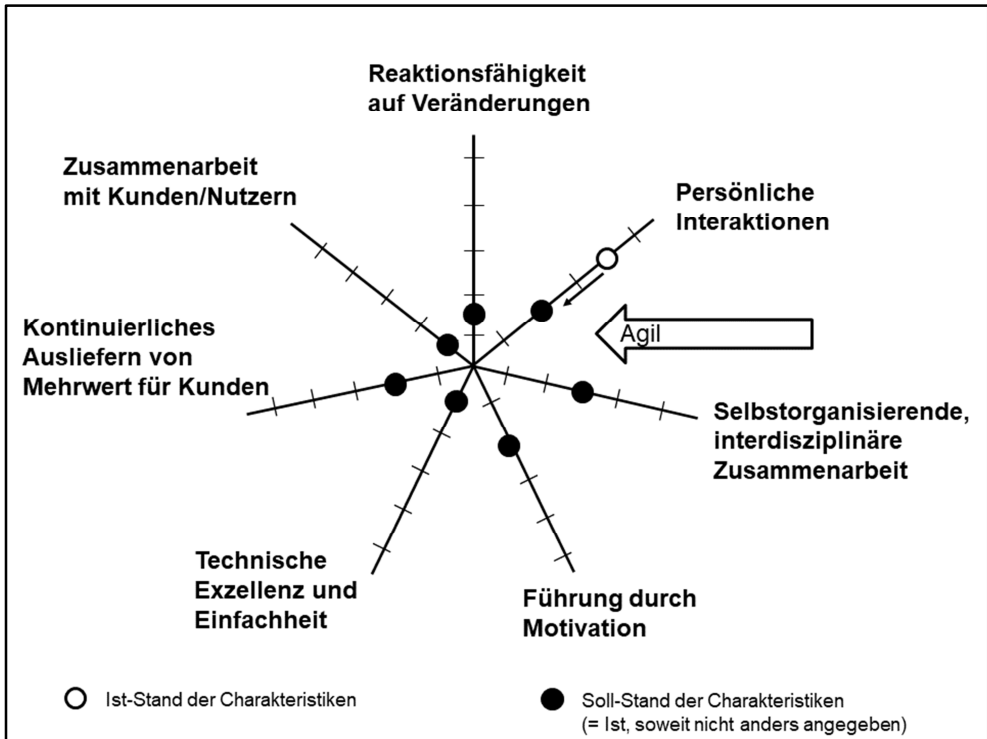 Reaktionsfähigkeit
auf Veränderungen
Zusammenarbeit
mit Kunden/Nutzern
Persönliche
Interaktionen
Agil
Kontinuierliches
Ausliefern von
Mehrwert für Kunden
Selbstorganisierende,
interdisziplinäre
Zusammenarbeit
Technische
Exzellenz und
Einfachheit
Führung durch
Motivation
Ist-Stand der Charakteristiken
Soll-Stand der Charakteristiken
(= Ist, soweit nicht anders angegeben)